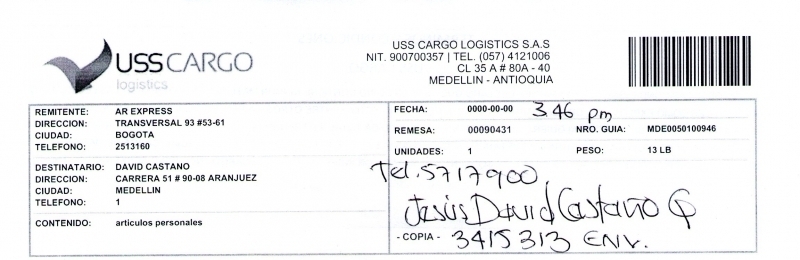 USSCARGO
logistics
USS CARGO LOGISTICS S.A.S
NIT. 900700357 | TEL. (057) 4121006
CL 35 A # 80A - 40
MEDELLIN - ANTIOQUIA
REMITENTE: AR EXPRESS
DIRECCION: TRANSVERSAL 93 #53-61
CIUDAD: BOGOTA
TELEFONO: 2513160
DESTINATARIO: DAVID CASTANO
DIRECCION: CARRERA 51 # 90-08 ARANJUEZ
CIUDAD: MEDELLIN
TELEFONO: 1
CONTENIDO: articulos personales
FECHA: 0000-00-00 3:46 pm
REMESA: 00090431 NRO. GUIA: MDE0050100946
UNIDADES: 1 PESO: 13 LB
Tel. 5717900
Jesús David Castaño G
- COPIA - 3415313 ENV.